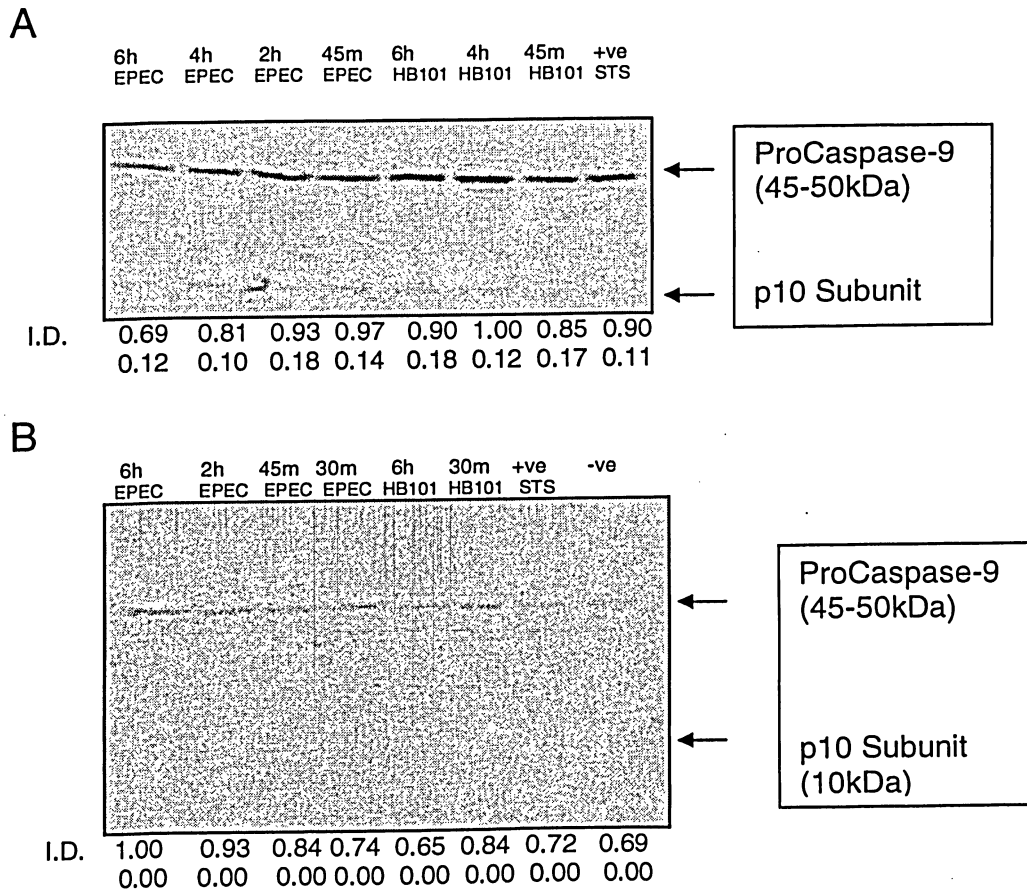 A
6h 4h 2h 45m 6h 4h 45m +ve
EPEC EPEC EPEC EPEC HB101 HB101 HB101 STS
ProCaspase-9
(45-50kDa)
p10 Subunit
I.D. 0.69 0.81 0.93 0.97 0.90 1.00 0.85 0.90
0.12 0.10 0.18 0.14 0.18 0.12 0.17 0.11
B
6h 2h 45m 30m 6h 30m +ve -ve
EPEC EPEC EPEC EPEC HB101 HB101 STS
ProCaspase-9
(45-50kDa)
p10 Subunit
(10kDa)
I.D. 1.00 0.93 0.84 0.74 0.65 0.84 0.72 0.69
0.00 0.00 0.00 0.00 0.00 0.00 0.00 0.00